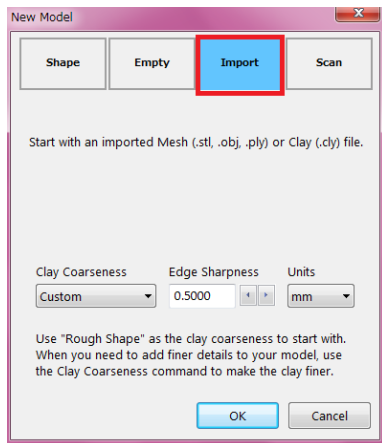 New Model
Shape Empty Import Scan
Start with an imported Mesh (.stl, .obj, .ply) or Clay (.cly) file.
Clay Coarseness Edge Sharpness Units
Custom 0.5000 mm
Use "Rough Shape" as the clay coarseness to start with.
When you need to add finer details to your model, use
the Clay Coarseness command to make the clay finer.
OK Cancel